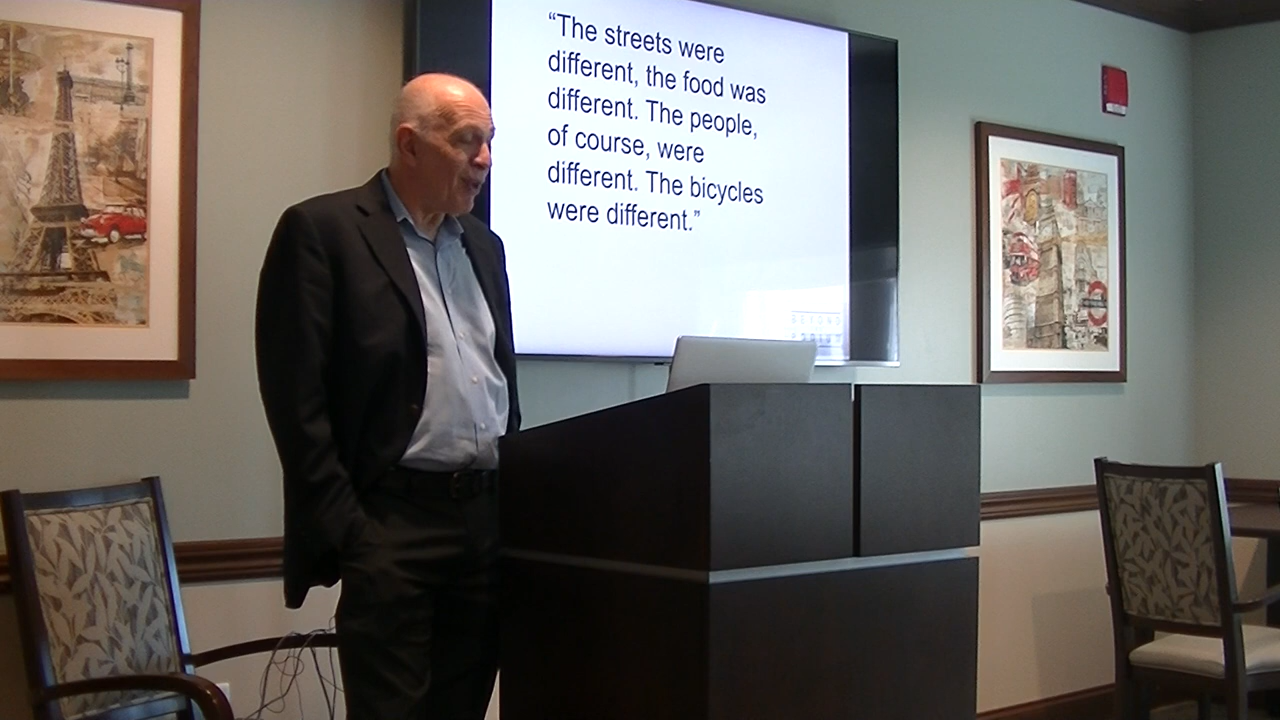 “The streets were
different, the food was
different. The people,
of course, were
different. The bicycles
were different.”